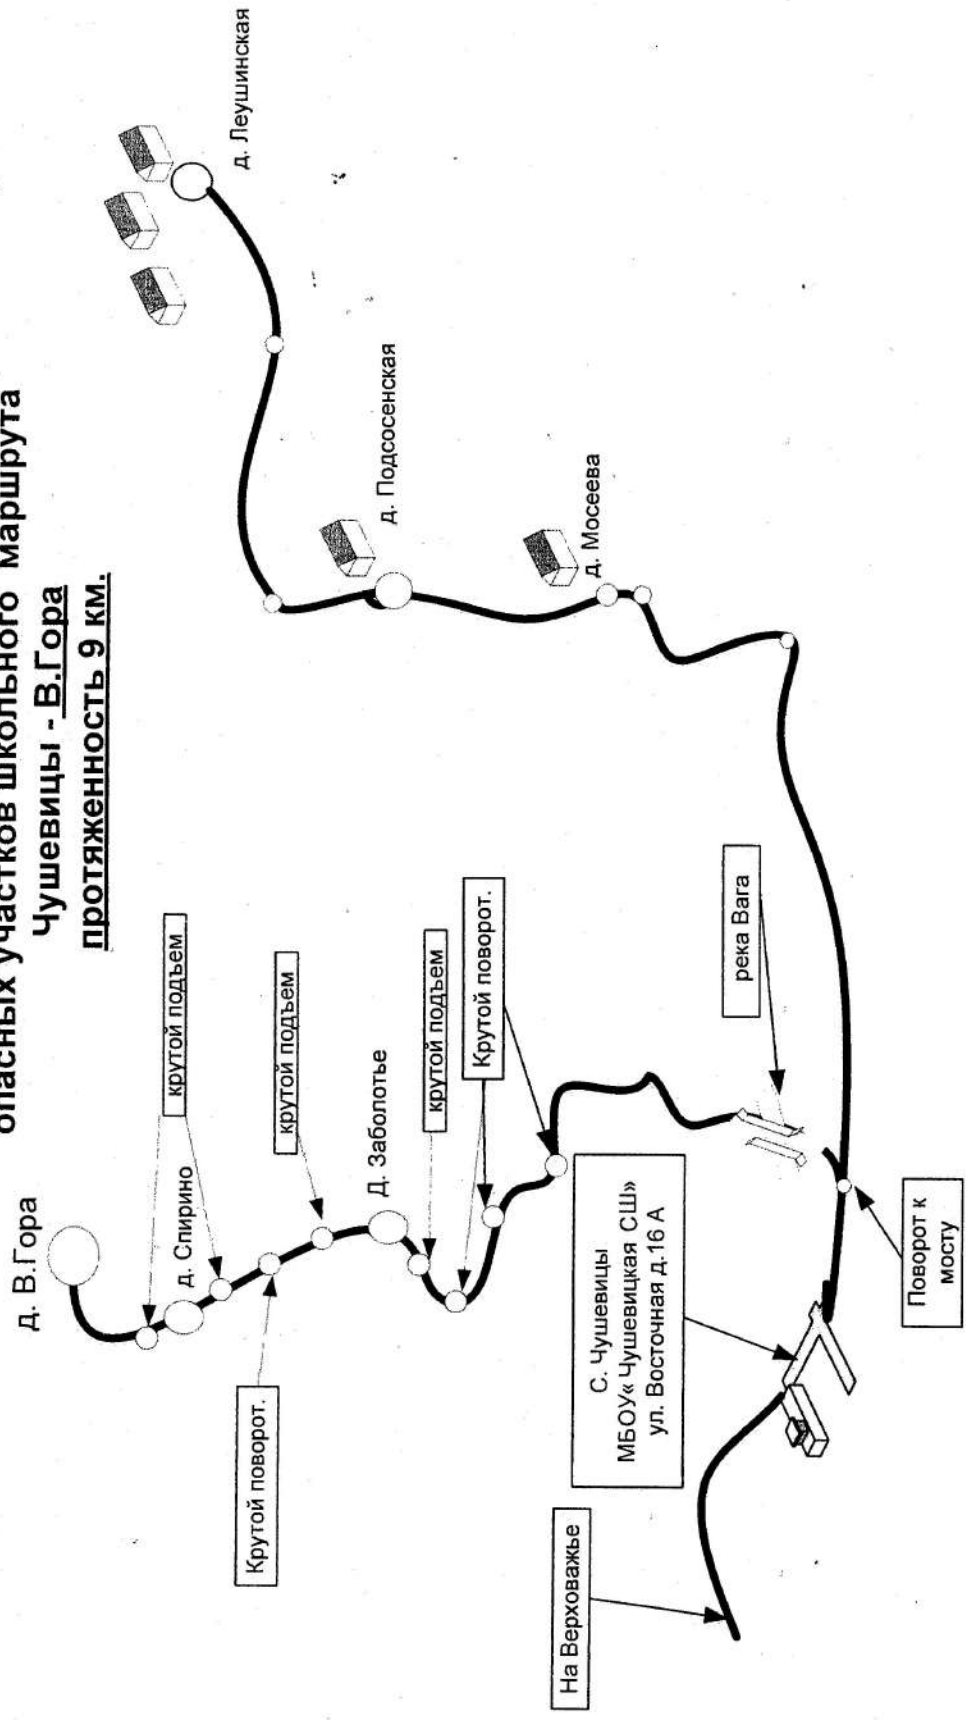 опасных участков школьного маршрута
Чушевицы - В.Гора
протяженность 9 км.
д. В.Гора
крутой подъем
д. Спирино
крутой подъем
Крутой поворот.
Д. Заболотье
крутой подъем
Крутой поворот.
С. Чушевицы
МБОУ« Чушевицкая СШ»
ул. Восточная д.16 А
На Верховажье
река Вага
Поворот к
мосту
д. Мосеева
д. Подсосенская
д. Леушинская